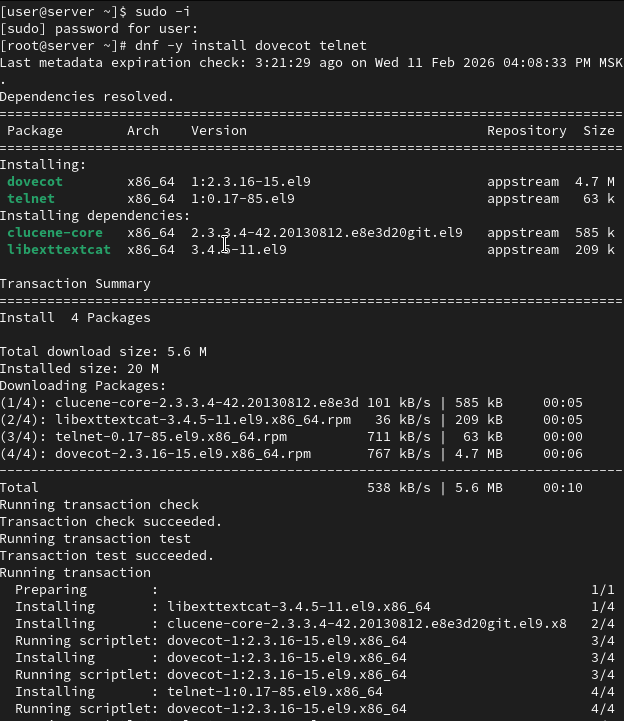 [user@server ~]$ sudo -i
[sudo] password for user:
[root@server ~]# dnf -y install dovecot telnet
Last metadata expiration check: 3:21:29 ago on Wed 11 Feb 2026 04:08:33 PM MSK
.
Dependencies resolved.
================================================================================
 Package        Arch    Version                              Repository  Size
================================================================================
Installing:
 dovecot        x86_64  1:2.3.16-15.el9                      appstream  4.7 M
 telnet         x86_64  1:0.17-85.el9                        appstream   63 k
Installing dependencies:
 clucene-core   x86_64  2.3.3.4-42.20130812.e8e3d20git.el9   appstream  585 k
 libexttextcat  x86_64  3.4.5-11.el9                         appstream  209 k
Transaction Summary
================================================================================
Install  4 Packages
Total download size: 5.6 M
Installed size: 20 M
Downloading Packages:
(1/4): clucene-core-2.3.3.4-42.20130812.e8e3d 101 kB/s | 585 kB     00:05
(2/4): libexttextcat-3.4.5-11.el9.x86_64.rpm   36 kB/s | 209 kB     00:05
(3/4): telnet-0.17-85.el9.x86_64.rpm          711 kB/s |  63 kB     00:00
(4/4): dovecot-2.3.16-15.el9.x86_64.rpm       767 kB/s | 4.7 MB     00:06
--------------------------------------------------------------------------------
Total                                         538 kB/s | 5.6 MB     00:10
Running transaction check
Transaction check succeeded.
Running transaction test
Transaction test succeeded.
Running transaction
  Preparing        :                                                      1/1
  Installing       : libexttextcat-3.4.5-11.el9.x86_64                    1/4
  Installing       : clucene-core-2.3.3.4-42.20130812.e8e3d20git.el9.x8   2/4
  Running scriptlet: dovecot-1:2.3.16-15.el9.x86_64                       3/4
  Installing       : dovecot-1:2.3.16-15.el9.x86_64                       3/4
  Running scriptlet: dovecot-1:2.3.16-15.el9.x86_64                       3/4
  Installing       : telnet-1:0.17-85.el9.x86_64                          4/4
  Running scriptlet: dovecot-1:2.3.16-15.el9.x86_64                       4/4